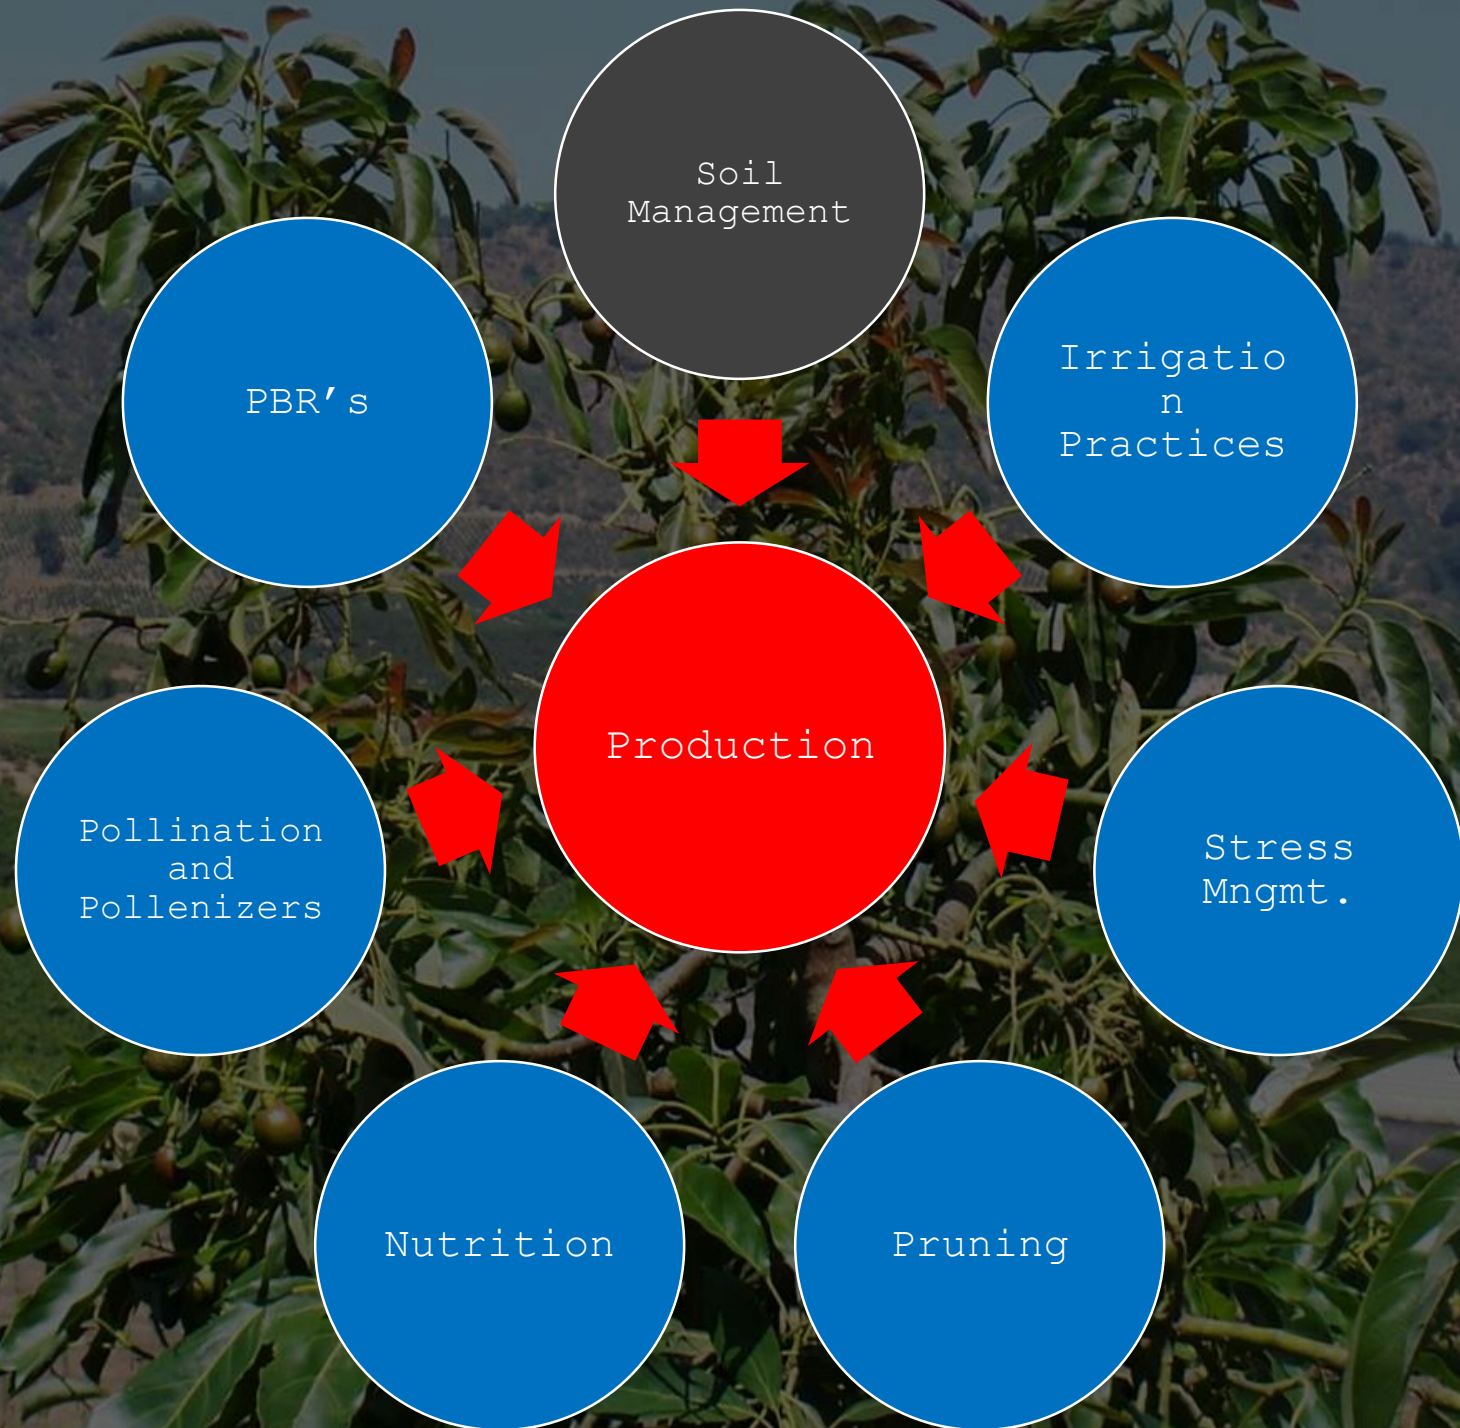 Soil
Management
PBR's
Irrigatio
n
Practices
Production
Pollination
and
Pollenizers
Stress
Mngmt.
Nutrition
Pruning